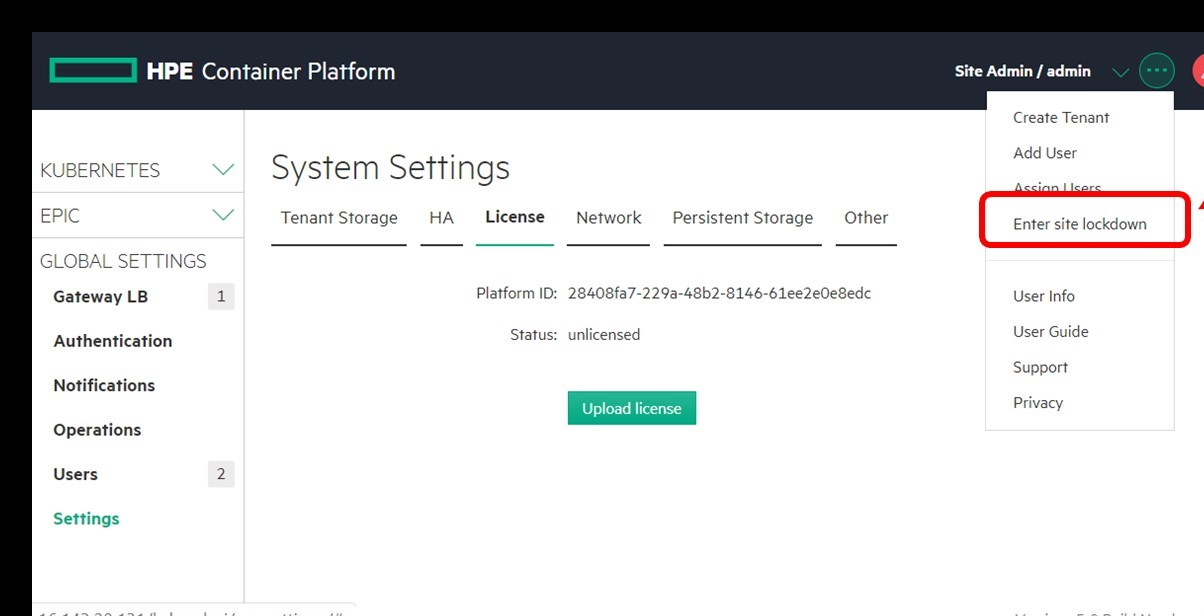 HPE Container Platform
Site Admin / admin
Create Tenant
Add User
Assign Users
Enter site lockdown
User Info
User Guide
Support
Privacy
KUBERNETES
EPIC
GLOBAL SETTINGS
Gateway LB 1
Authentication
Notifications
Operations
Users 2
Settings
System Settings
Tenant Storage HA License Network Persistent Storage Other
Platform ID: 28408fa7-229a-48b2-8146-61ee2e0e8edc
Status: unlicensed
Upload license